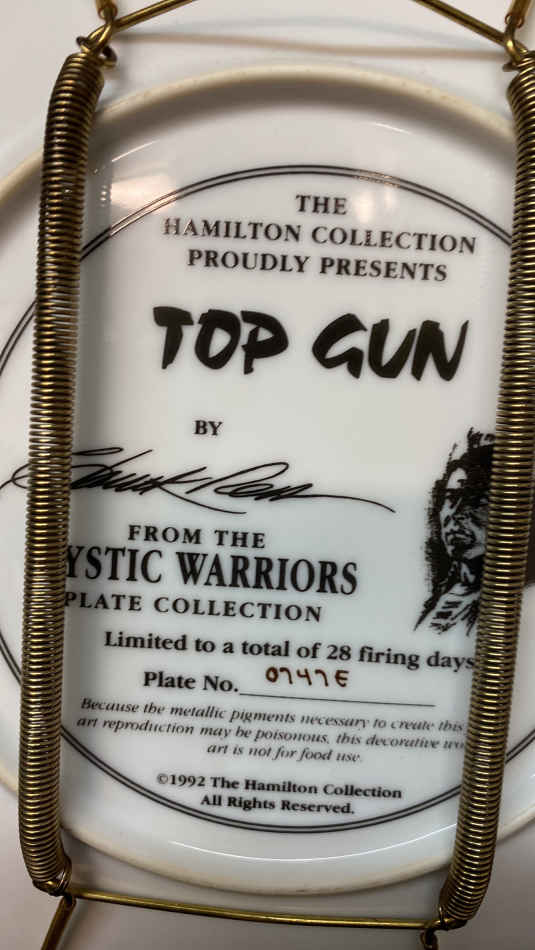 THE
HAMILTON COLLECTION
PROUDLY PRESENTS
TOP GUN
BY
Chuck Ren
FROM THE
YSTIC WARRIORS
PLATE COLLECTION
Limited to a total of 28 firing days
Plate No. 0747E
Because the metallic pigments necessary to create this
art reproduction may be poisonous, this decorative
art is not for food use.
©1992 The Hamilton Collection
All Rights Reserved.